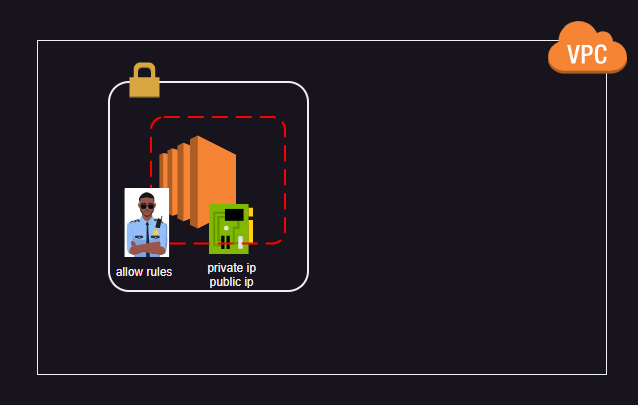 VPC
allow rules
private ip
public ip